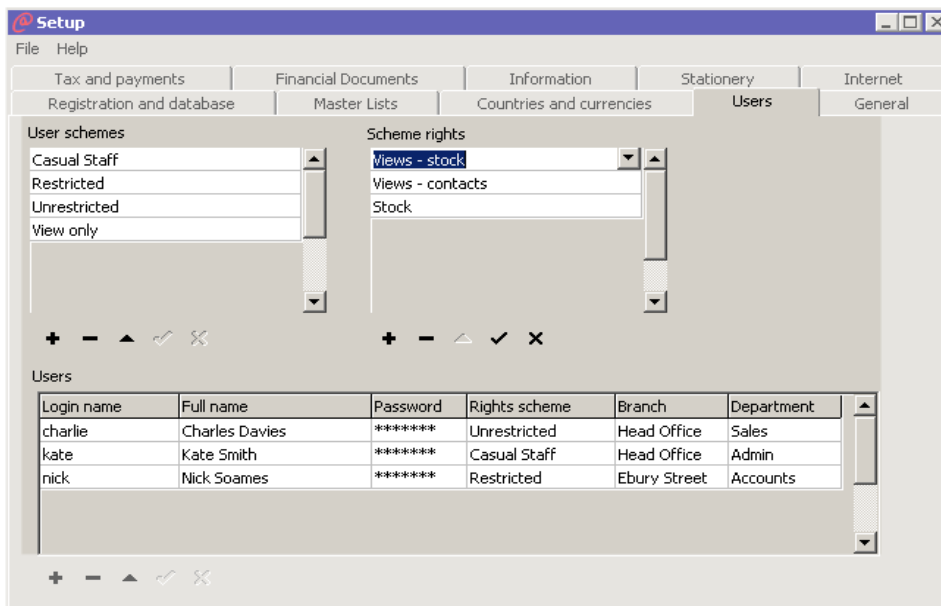 Setup
File Help
Tax and payments Financial Documents Information Stationery Internet
Registration and database Master Lists Countries and currencies Users General
User schemes Scheme rights
Casual Staff Views - stock
Restricted Views - contacts
Unrestricted Stock
View only
Users
Login name Full name Password Rights scheme Branch Department
charlie Charles Davies ******* Unrestricted Head Office Sales
kate Kate Smith ******* Casual Staff Head Office Admin
nick Nick Soames ******* Restricted Ebury Street Accounts